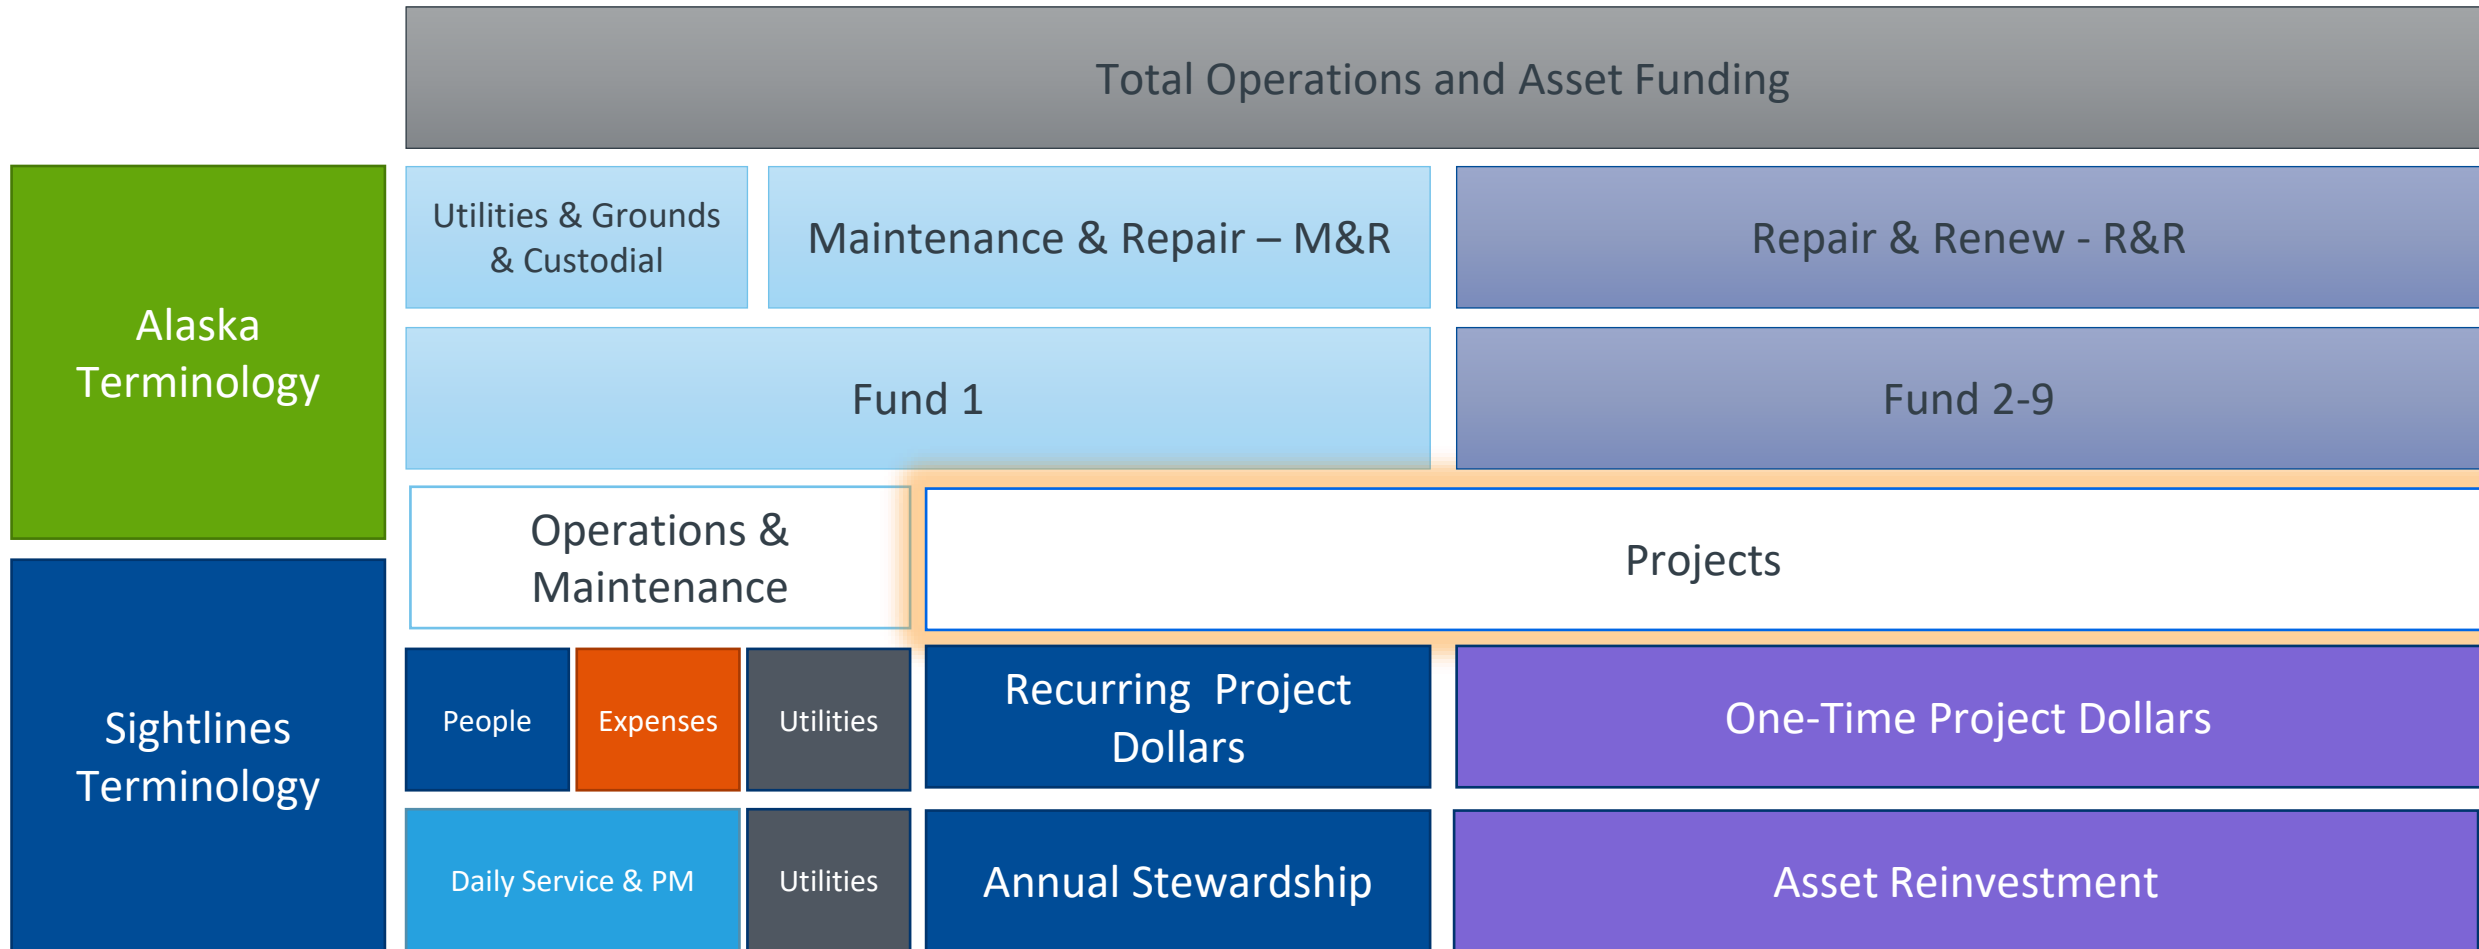 Total Operations and Asset Funding
Alaska
Terminology
Utilities & Grounds
& Custodial
Maintenance & Repair – M&R
Repair & Renew - R&R
Fund 1
Fund 2-9
Operations &
Maintenance
Projects
Sightlines
Terminology
People
Expenses
Utilities
Recurring  Project
Dollars
One-Time Project Dollars
Daily Service & PM
Utilities
Annual Stewardship
Asset Reinvestment